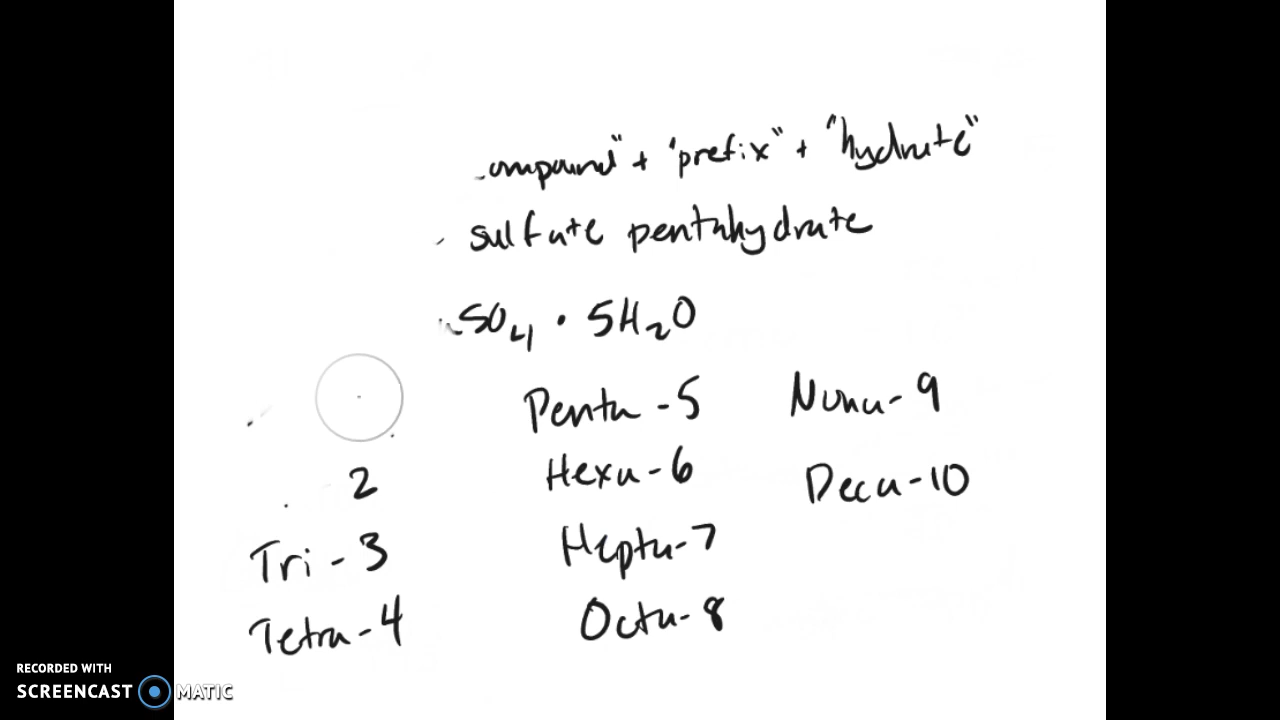 ompound" + "prefix" + "hydrate"
sulfate pentahydrate
SO₄ · 5H₂O
Penta - 5
Nona - 9
2
Hexa - 6
Deca - 10
Tri - 3
Hepta - 7
Tetra - 4
Octa - 8
RECORDED WITH
SCREENCAST MATIC